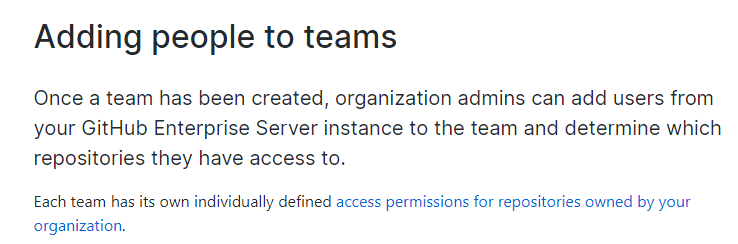 Adding people to teams
Once a team has been created, organization admins can add users from
your GitHub Enterprise Server instance to the team and determine which
repositories they have access to.
Each team has its own individually defined access permissions for repositories owned by your
organization.